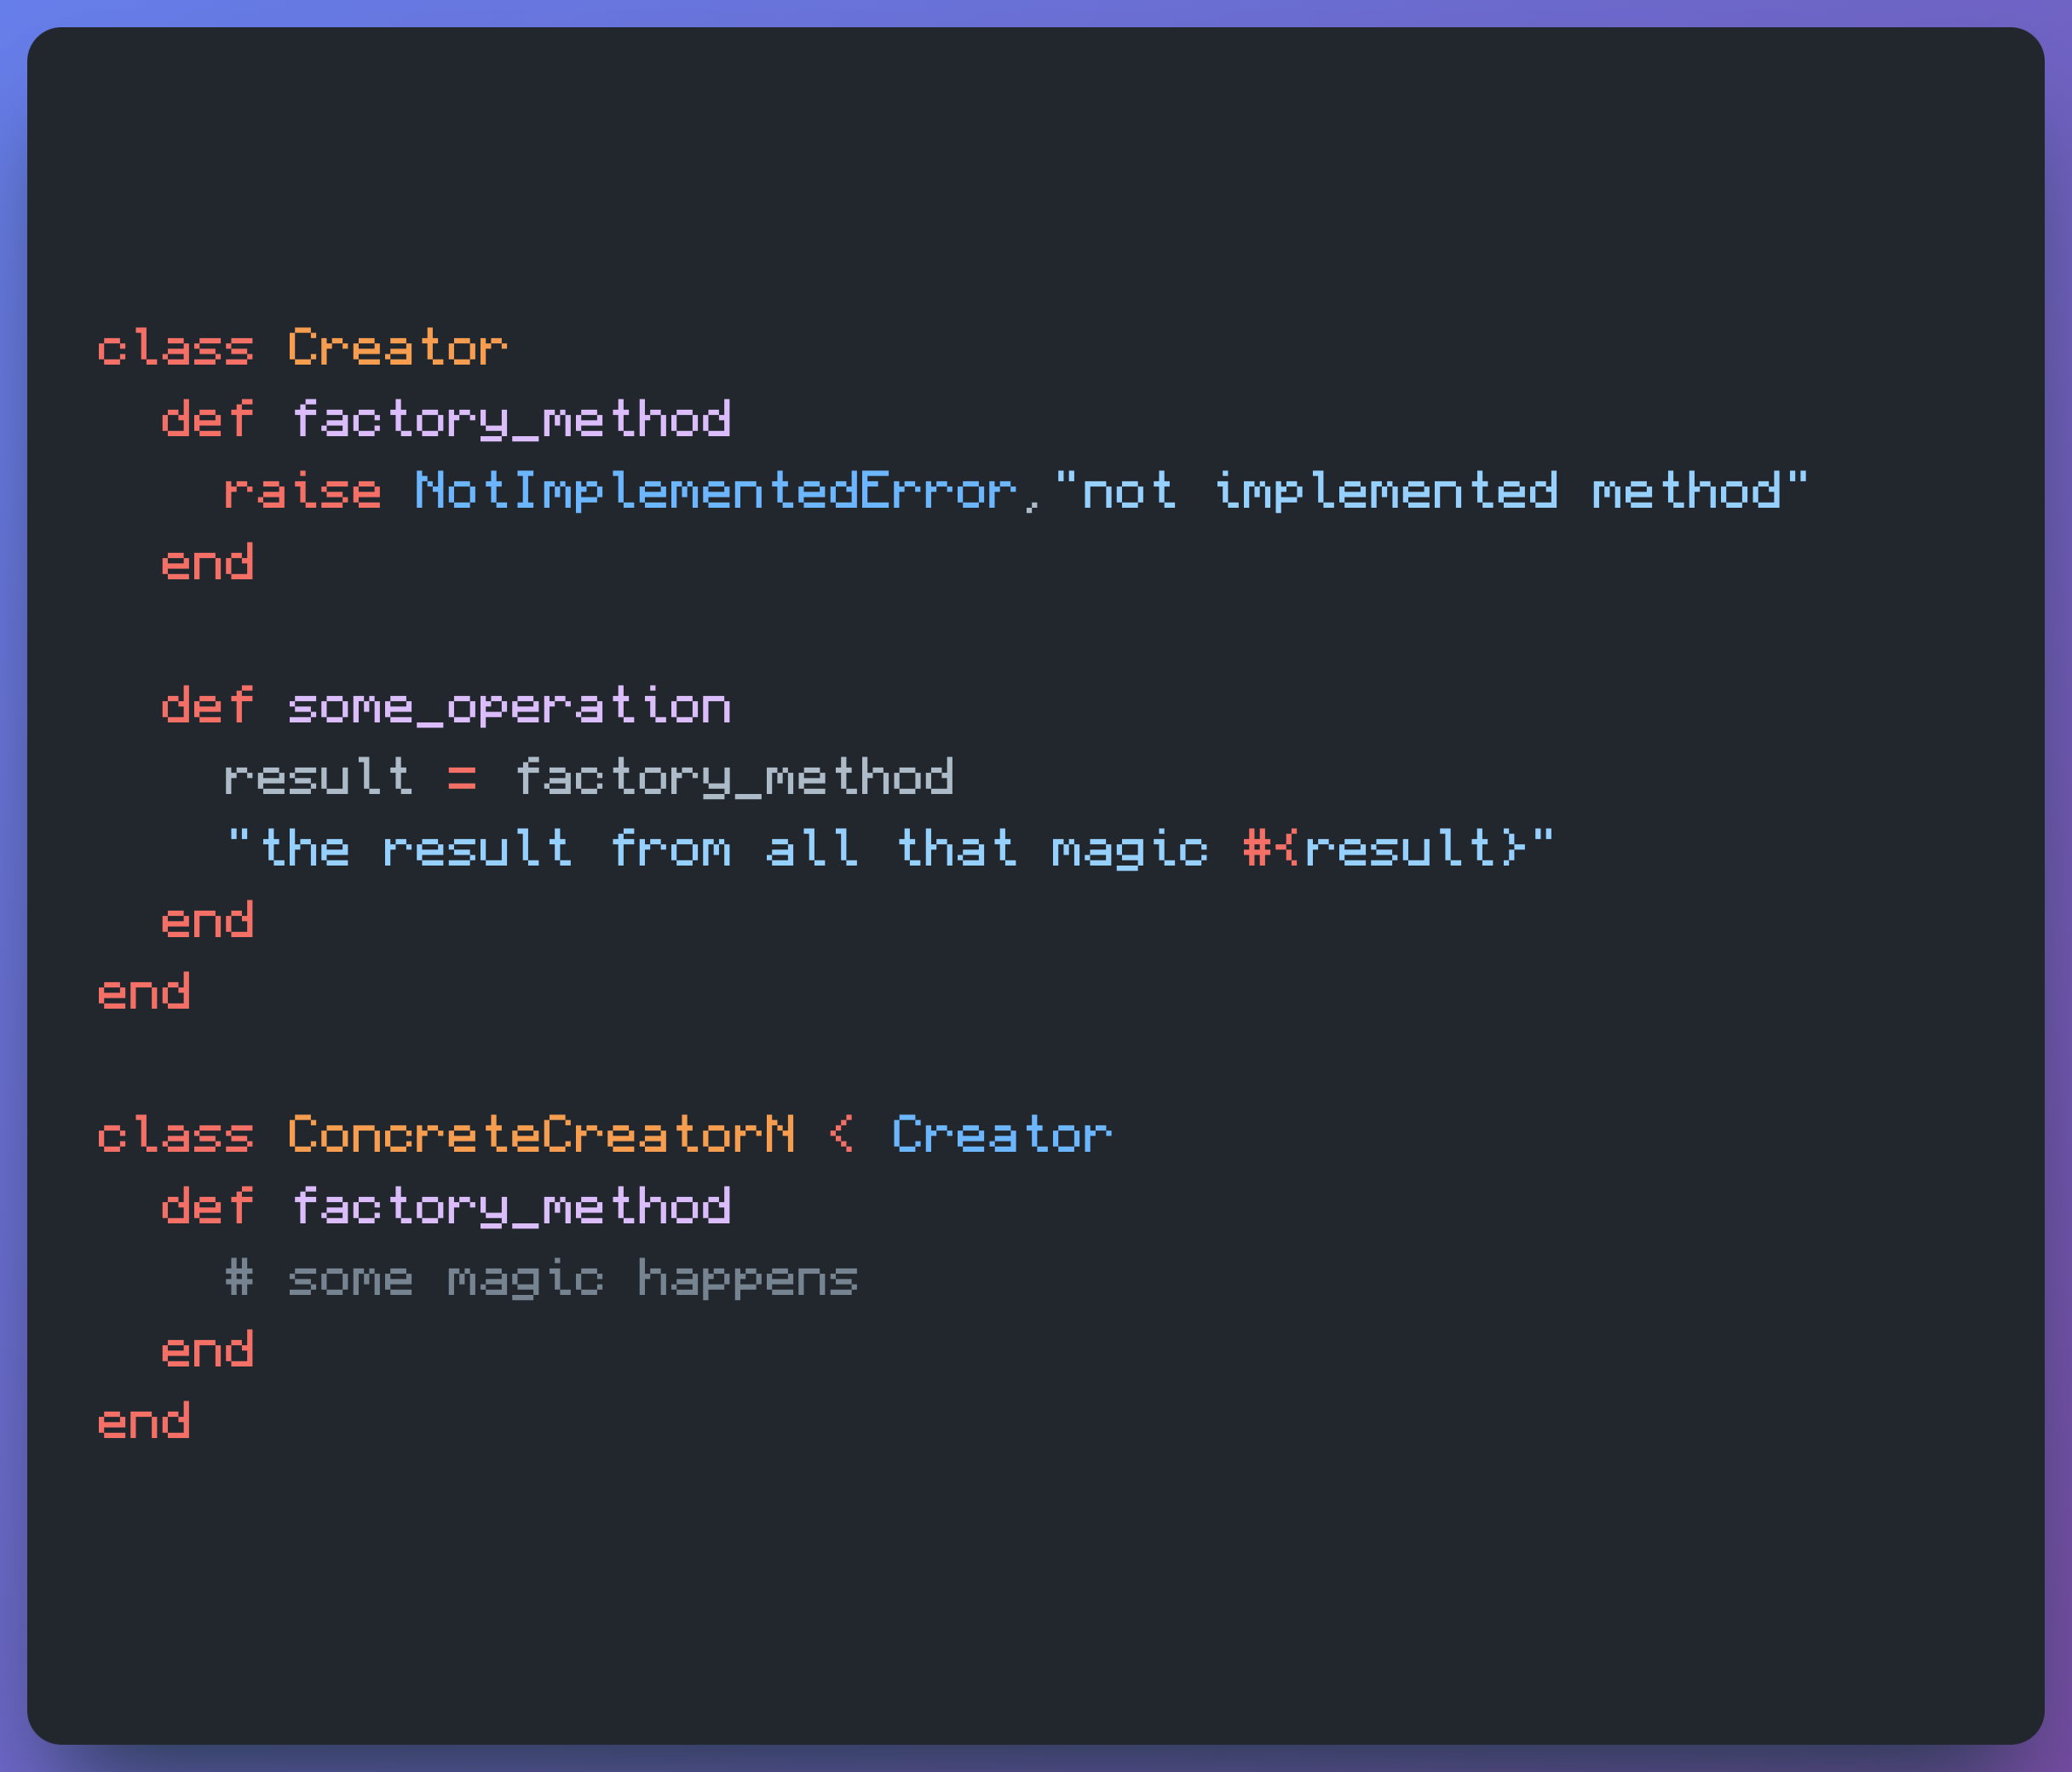 class Creator
  def factory_method
    raise NotImplementedError,"not implemented method"
  end

  def some_operation
    result = factory_method
    "the result from all that magic #{result}"
  end
end

class ConcreteCreatorN < Creator
  def factory_method
    # some magic happens
  end
end